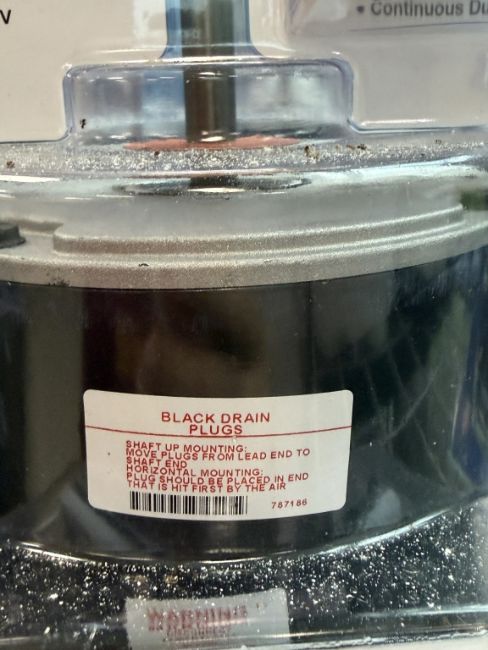 • Continuous
BLACK DRAIN
PLUGS
SHAFT UP MOUNTING:
MOVE PLUGS FROM LEAD END TO
SHAFT END
HORIZONTAL MOUNTING:
PLUG SHOULD BE PLACED IN END
THAT IS HIT FIRST BY THE AIR
787186
WARNING